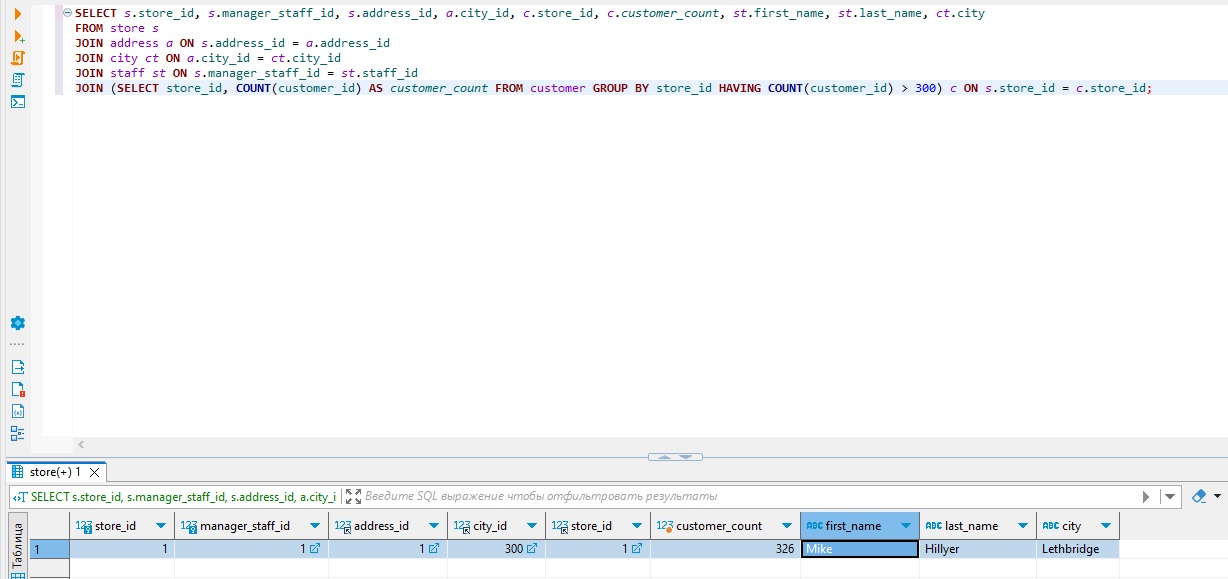 SELECT s.store_id, s.manager_staff_id, s.address_id, a.city_id, c.store_id, c.customer_count, st.first_name, st.last_name, ct.city
FROM store s
JOIN address a ON s.address_id = a.address_id
JOIN city ct ON a.city_id = ct.city_id
JOIN staff st ON s.manager_staff_id = st.staff_id
JOIN (SELECT store_id, COUNT(customer_id) AS customer_count FROM customer GROUP BY store_id HAVING COUNT(customer_id) > 300) c ON s.store_id = c.store_id;
store(+) 1
SELECT s.store_id, s.manager_staff_id, s.address_id, a.city_i Введите SQL выражение чтобы отфильтровать результаты
Таблица
123 store_id 123 manager_staff_id 123 address_id 123 city_id 123 store_id 123 customer_count ABC first_name ABC last_name ABC city
1 1 1 1 300 1 326 Mike Hillyer Lethbridge